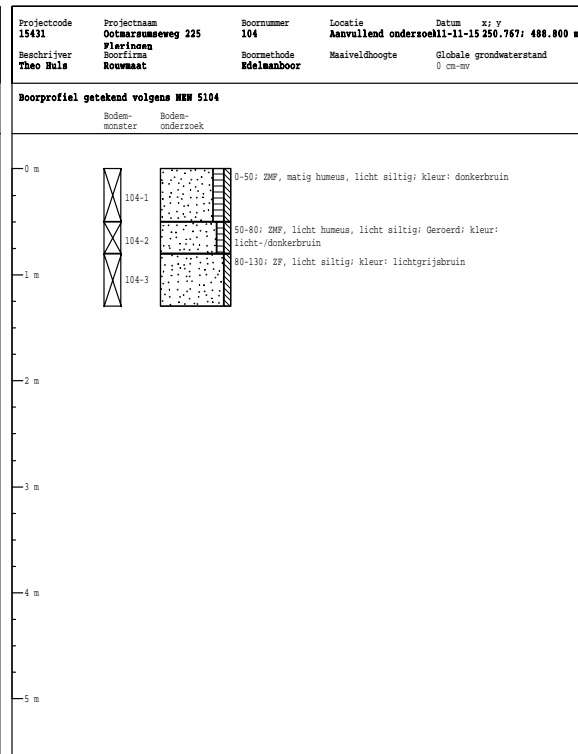 Projectcode Projectnaam Boornummer Locatie Datum x; y
15431 Ootmarsumseweg 225 104 Aanvullend onderzoek 11-11-15 250.767; 488.800 m
Fleringen
Beschrijver Boorfirma Boormethode Maaiveldhoogte Globale grondwaterstand
Theo Huls Rouwmaat Edelmanboor 0 cm-mv
Boorprofiel getekend volgens NEN 5104
Bodem- Bodem-
monster onderzoek
0 m
0-50; ZMF, matig humeus, licht siltig; kleur: donkerbruin
104-1
50-80; ZMF, licht humeus, licht siltig; Geroerd; kleur:
104-2 licht-/donkerbruin
80-130; ZF, licht siltig; kleur: lichtgrijsbruin
1 m
104-3
2 m
3 m
4 m
5 m